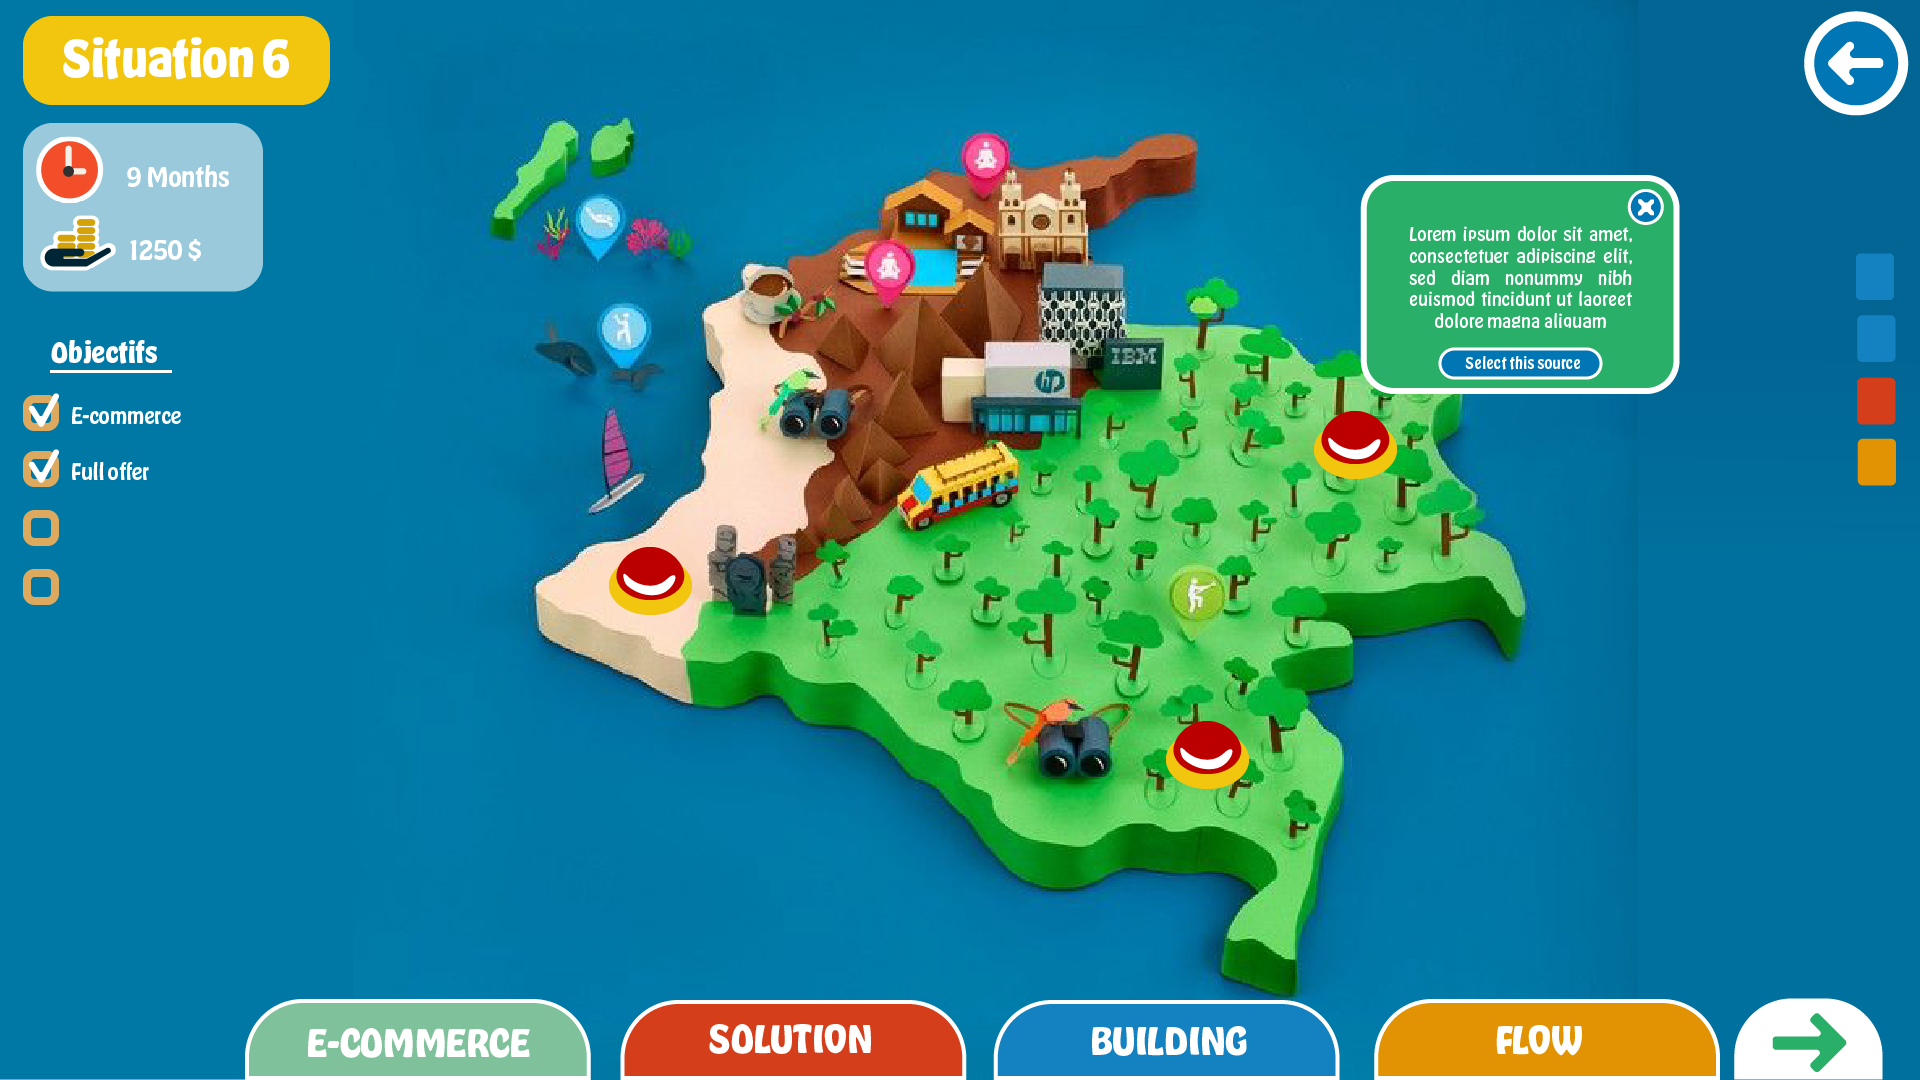 Situation 6
9 Months
1250 $
Objectifs
E-commerce
Full offer
Lorem ipsum dolor sit amet,
consectetuer adipiscing elit,
sed diam nonummy nibh
euismod tincidunt ut laoreet
dolore magna aliquam
Select this source
IBM
hp
E-COMMERCE
SOLUTION
BUILDING
FLOW